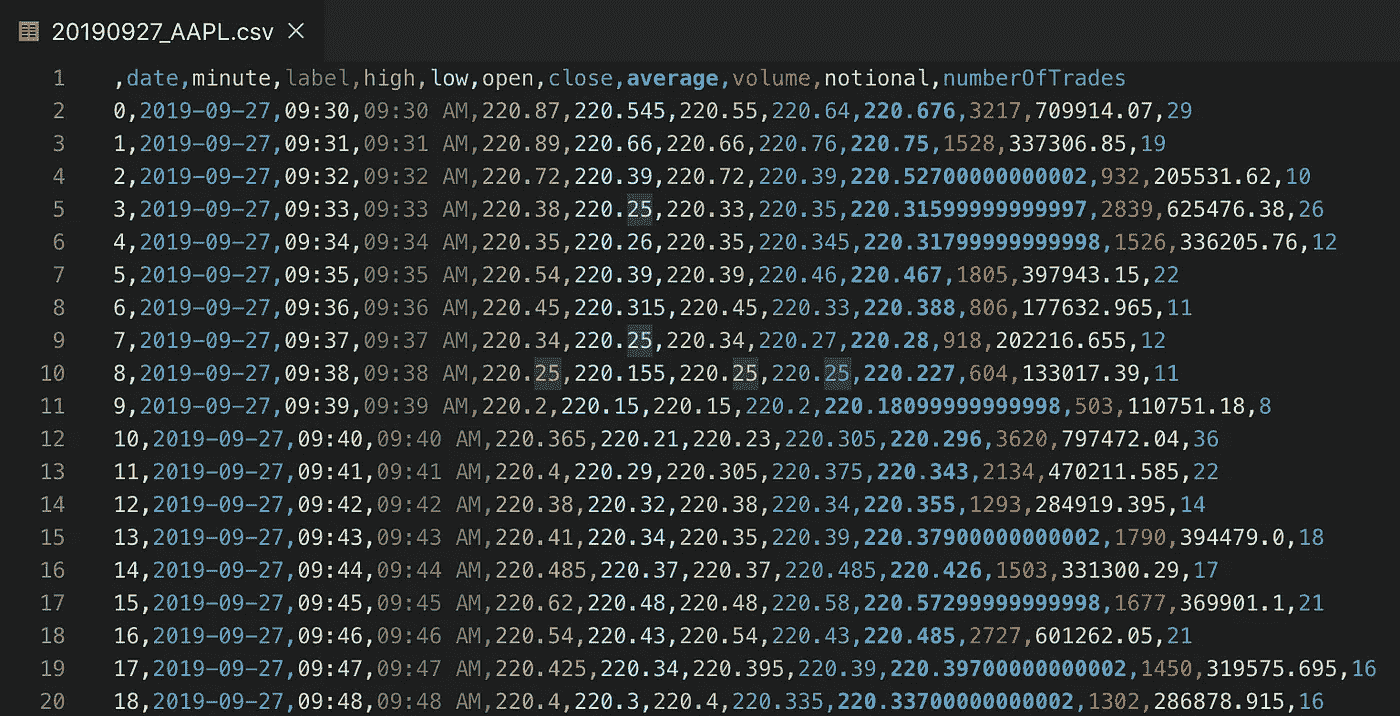 20190927_AAPL.csv ×
1 ,date,minute,label,high,low,open,close,average,volume,notional,numberOfTrades
2 0,2019-09-27,09:30,09:30 AM,220.87,220.545,220.55,220.64,220.676,3217,709914.07,29
3 1,2019-09-27,09:31,09:31 AM,220.89,220.66,220.66,220.76,220.75,1528,337306.85,19
4 2,2019-09-27,09:32,09:32 AM,220.72,220.39,220.72,220.39,220.52700000000002,932,205531.62,10
5 3,2019-09-27,09:33,09:33 AM,220.38,220.25,220.33,220.35,220.31599999999997,2839,625476.38,26
6 4,2019-09-27,09:34,09:34 AM,220.35,220.26,220.35,220.345,220.31799999999998,1526,336205.76,12
7 5,2019-09-27,09:35,09:35 AM,220.54,220.39,220.39,220.46,220.467,1805,397943.15,22
8 6,2019-09-27,09:36,09:36 AM,220.45,220.315,220.45,220.33,220.388,806,177632.965,11
9 7,2019-09-27,09:37,09:37 AM,220.34,220.25,220.34,220.27,220.28,918,202216.655,12
10 8,2019-09-27,09:38,09:38 AM,220.25,220.155,220.25,220.25,220.227,604,133017.39,11
11 9,2019-09-27,09:39,09:39 AM,220.2,220.15,220.15,220.2,220.18099999999998,503,110751.18,8
12 10,2019-09-27,09:40,09:40 AM,220.365,220.21,220.23,220.305,220.296,3620,797472.04,36
13 11,2019-09-27,09:41,09:41 AM,220.4,220.29,220.305,220.375,220.343,2134,470211.585,22
14 12,2019-09-27,09:42,09:42 AM,220.38,220.32,220.38,220.34,220.355,1293,284919.395,14
15 13,2019-09-27,09:43,09:43 AM,220.41,220.34,220.35,220.39,220.37900000000002,1790,394479.0,18
16 14,2019-09-27,09:44,09:44 AM,220.485,220.37,220.37,220.485,220.426,1503,331300.29,17
17 15,2019-09-27,09:45,09:45 AM,220.62,220.48,220.48,220.58,220.57299999999998,1677,369901.1,21
18 16,2019-09-27,09:46,09:46 AM,220.54,220.43,220.54,220.43,220.485,2727,601262.05,21
19 17,2019-09-27,09:47,09:47 AM,220.425,220.34,220.395,220.39,220.39700000000002,1450,319575.695,16
20 18,2019-09-27,09:48,09:48 AM,220.4,220.3,220.4,220.335,220.33700000000002,1302,286878.915,16